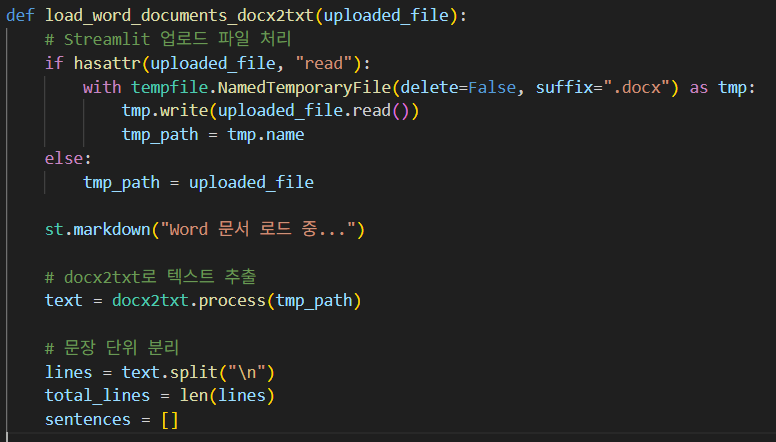 def load_word_documents_docx2txt(uploaded_file):
    # Streamlit 업로드 파일 처리
    if hasattr(uploaded_file, "read"):
        with tempfile.NamedTemporaryFile(delete=False, suffix=".docx") as tmp:
            tmp.write(uploaded_file.read())
            tmp_path = tmp.name
    else:
        tmp_path = uploaded_file

    st.markdown("Word 문서 로드 중...")

    # docx2txt로 텍스트 추출
    text = docx2txt.process(tmp_path)

    # 문장 단위 분리
    lines = text.split("\n")
    total_lines = len(lines)
    sentences = []